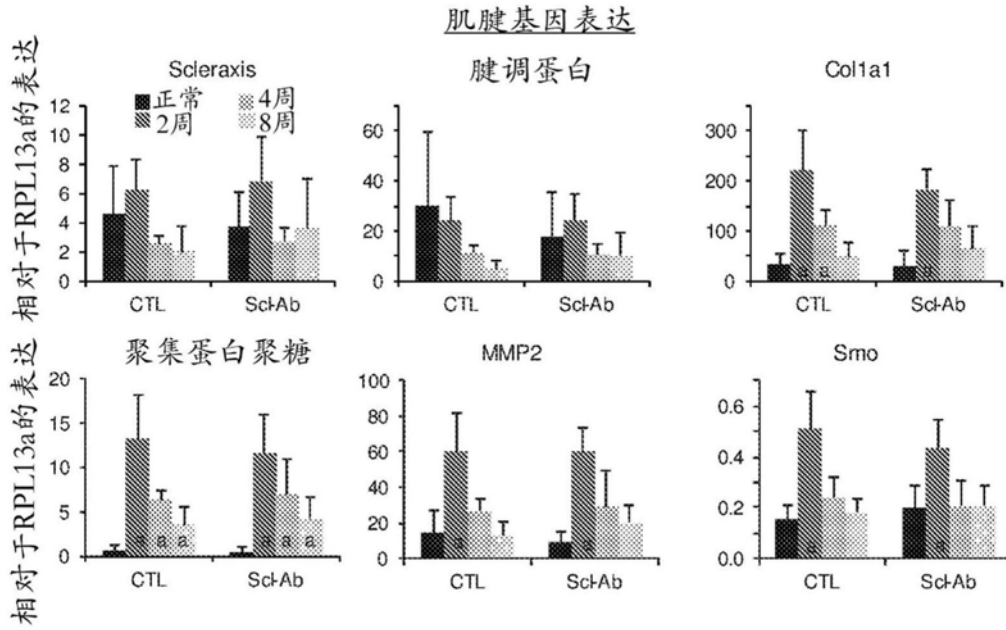 肌腱基因表达
相对于RPL13a的表达
Scleraxis
正常
4周
2周
8周
12
10
8
6
4
2
0
CTL
Scl-Ab
腱调蛋白
60
40
20
0
CTL
Scl-Ab
Col1a1
300
200
100
0
a
a
a
CTL
Scl-Ab
相对于RPL13a的表达
聚集蛋白聚糖
20
15
10
5
0
a
a
a
a
a
a
CTL
Scl-Ab
MMP2
100
80
60
40
20
0
a
a
CTL
Scl-Ab
Smo
0.6
0.4
0.2
0.0
a
a
CTL
Scl-Ab